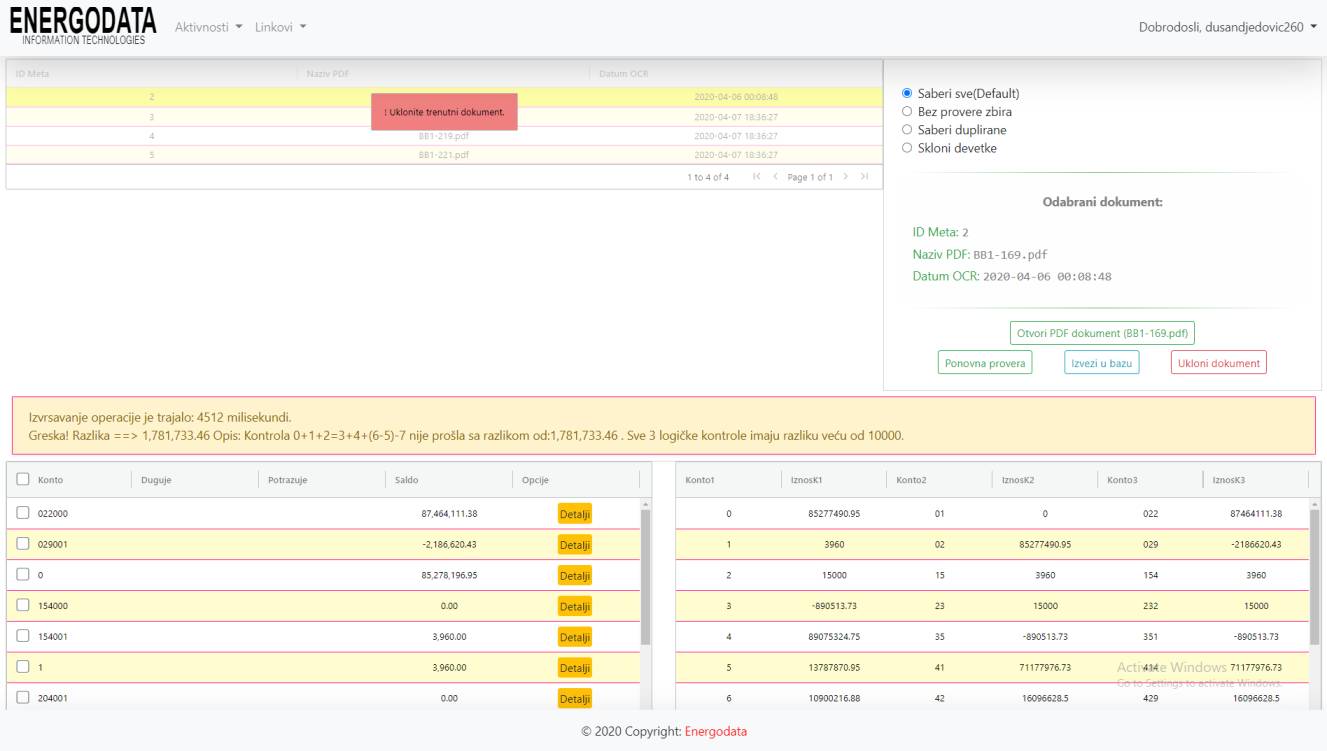 ENERGODATA
INFORMATION TECHNOLOGIES
Aktivnosti
Linkovi
Dobrodosli, dusandjedovic260
ID Meta Naziv PDF Datum OCR
2 2020-04-06 00:08:48
! Uklonite trenutni dokument.
3 2020-04-07 18:36:27
4 BB1-219.pdf 2020-04-07 18:36:27
5 BB1-221.pdf 2020-04-07 18:36:27
1 to 4 of 4 Page 1 of 1
Saberi sve(Default)
Bez provere zbira
Saberi duplirane
Skloni devetke
Odabrani dokument:
ID Meta: 2
Naziv PDF: BB1-169.pdf
Datum OCR: 2020-04-06 00:08:48
Otvori PDF dokument (BB1-169.pdf)
Ponovna provera Izvezi u bazu Ukloni dokument
Izvrsavanje operacije je trajalo: 4512 milisekundi.
Greska! Razlika ==> 1,781,733.46 Opis: Kontrola 0+1+2=3+4+(6-5)-7 nije prošla sa razlikom od:1,781,733.46 . Sve 3 logičke kontrole imaju razliku veću od 10000.
Konto Duguje Potrazuje Saldo Opcije
022000 87,464,111.38 Detalji
029001 -2,186,620.43 Detalji
0 85,278,196.95 Detalji
154000 0.00 Detalji
154001 3,960.00 Detalji
1 3,960.00 Detalji
204001 0.00 Detalji
Konto1 IznosK1 Konto2 IznosK2 Konto3 IznosK3
0 85277490.95 01 0 022 87464111.38
1 3960 02 85277490.95 029 -2186620.43
2 15000 15 3960 154 3960
3 -890513.73 23 15000 232 15000
4 89075324.75 35 -890513.73 351 -890513.73
5 13787870.95 41 71177976.73 414 71177976.73
6 10900216.88 42 16096628.5 429 16096628.5
Activate Windows
Go to Settings to activate Windows.
© 2020 Copyright: Energodata